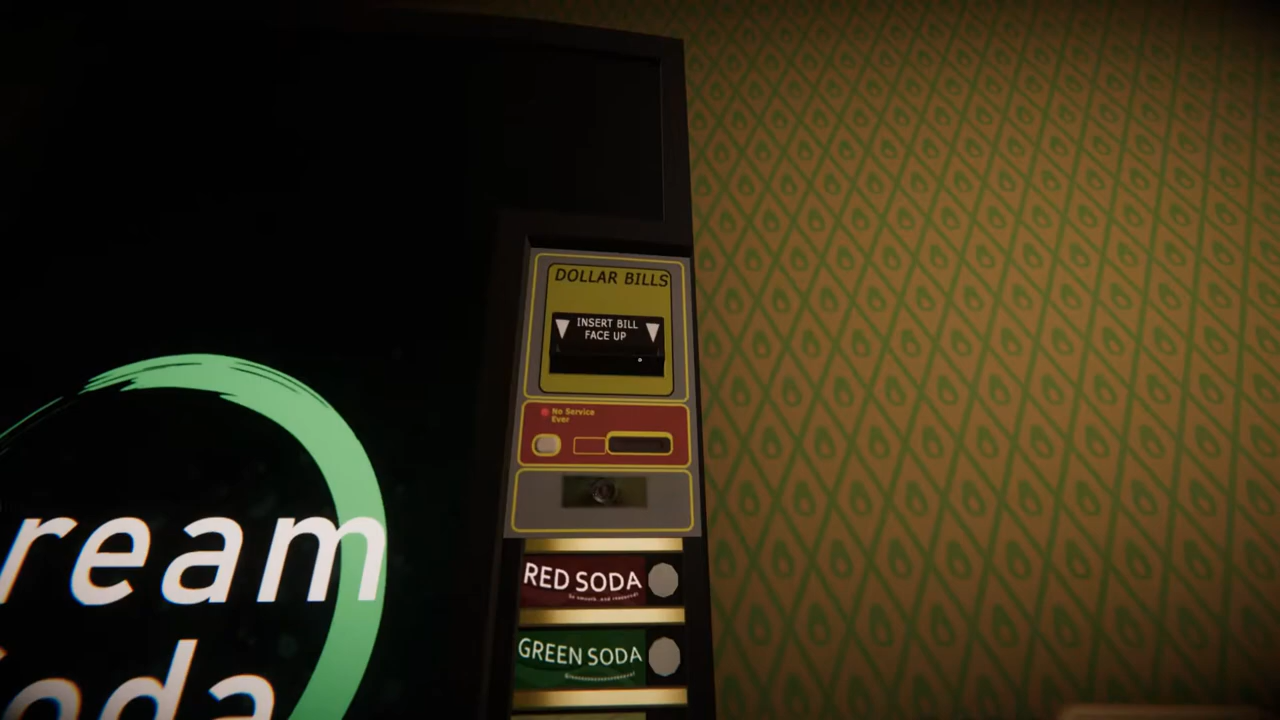 DOLLAR BILLS
INSERT BILL
FACE UP
No Service
Ever
ream
RED SODA
GREEN SODA
oda